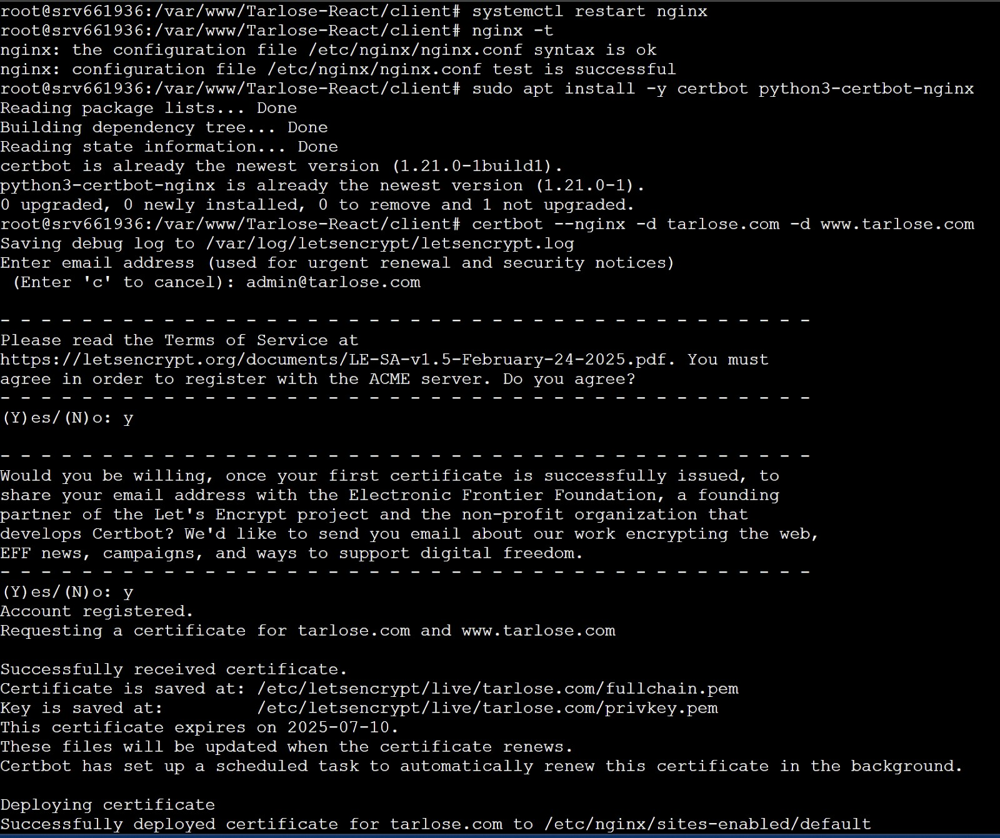 root@srv661936:/var/www/Tarlose-React/client# systemctl restart nginx
root@srv661936:/var/www/Tarlose-React/client# nginx -t
nginx: the configuration file /etc/nginx/nginx.conf syntax is ok
nginx: configuration file /etc/nginx/nginx.conf test is successful
root@srv661936:/var/www/Tarlose-React/client# sudo apt install -y certbot python3-certbot-nginx
Reading package lists... Done
Building dependency tree... Done
Reading state information... Done
certbot is already the newest version (1.21.0-1build1).
python3-certbot-nginx is already the newest version (1.21.0-1).
0 upgraded, 0 newly installed, 0 to remove and 1 not upgraded.
root@srv661936:/var/www/Tarlose-React/client# certbot --nginx -d tarlose.com -d www.tarlose.com
Saving debug log to /var/log/letsencrypt/letsencrypt.log
Enter email address (used for urgent renewal and security notices)
 (Enter 'c' to cancel): admin@tarlose.com

- - - - - - - - - - - - - - - - - - - - - - - - - - - - - - - - - - - - - - - -
Please read the Terms of Service at
https://letsencrypt.org/documents/LE-SA-v1.5-February-24-2025.pdf. You must
agree in order to register with the ACME server. Do you agree?
- - - - - - - - - - - - - - - - - - - - - - - - - - - - - - - - - - - - - - - -
(Y)es/(N)o: y

- - - - - - - - - - - - - - - - - - - - - - - - - - - - - - - - - - - - - - - -
Would you be willing, once your first certificate is successfully issued, to
share your email address with the Electronic Frontier Foundation, a founding
partner of the Let's Encrypt project and the non-profit organization that
develops Certbot? We'd like to send you email about our work encrypting the web,
EFF news, campaigns, and ways to support digital freedom.
- - - - - - - - - - - - - - - - - - - - - - - - - - - - - - - - - - - - - - - -
(Y)es/(N)o: y
Account registered.
Requesting a certificate for tarlose.com and www.tarlose.com

Successfully received certificate.
Certificate is saved at: /etc/letsencrypt/live/tarlose.com/fullchain.pem
Key is saved at:         /etc/letsencrypt/live/tarlose.com/privkey.pem
This certificate expires on 2025-07-10.
These files will be updated when the certificate renews.
Certbot has set up a scheduled task to automatically renew this certificate in the background.

Deploying certificate
Successfully deployed certificate for tarlose.com to /etc/nginx/sites-enabled/default